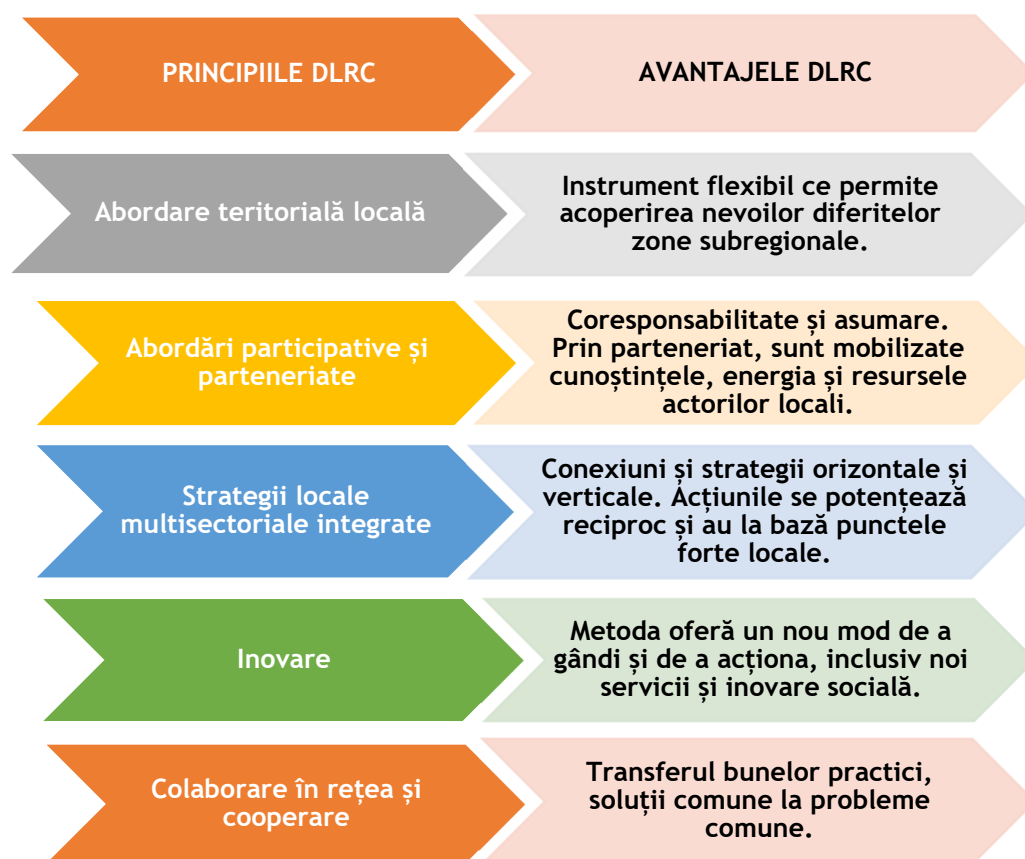 PRINCIPIILE DLRC
AVANTAJELE DLRC
Abordare teritorială locală
Instrument flexibil ce permite
acoperirea nevoilor diferitelor
zone subregionale.
Abordări participative și
parteneriate
Coresponsabilitate și asumare.
Prin parteneriat, sunt mobilizate
cunoștințele, energia și resursele
actorilor locali.
Strategii locale
multisectoriale integrate
Conexiuni și strategii orizontale și
verticale. Acțiunile se potențează
reciproc și au la bază punctele
forte locale.
Inovare
Metoda oferă un nou mod de a
gândi și de a acționa, inclusiv noi
servicii și inovare socială.
Colaborare în rețea și
cooperare
Transferul bunelor practici,
soluții comune la probleme
comune.